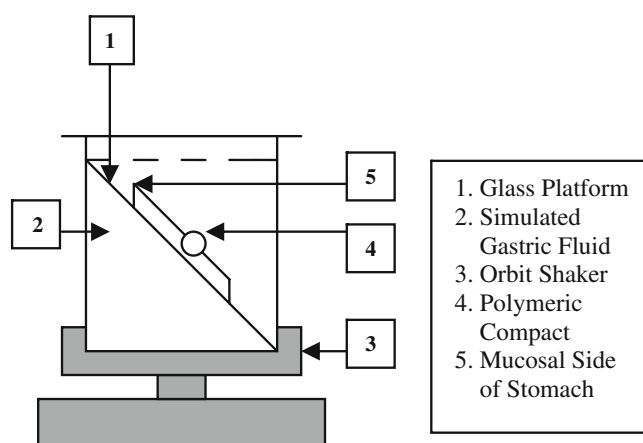 1
5
2
4
3
1. Glass Platform
2. Simulated
Gastric Fluid
3. Orbit Shaker
4. Polymeric
Compact
5. Mucosal Side
of Stomach